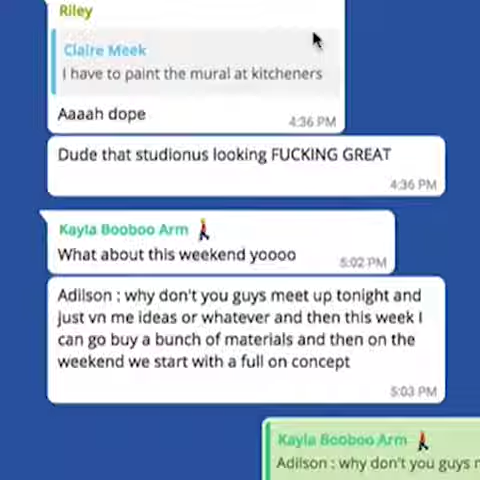 Riley
Claire Meek
I have to paint the mural at kitcheners
Aaaah dope
4:36 PM
Dude that studionus looking FUCKING GREAT
4:36 PM
Kayla Booboo Arm
What about this weekend yoooo
5:02 PM
Adilson : why don't you guys meet up tonight and
just vn me ideas or whatever and then this week I
can go buy a bunch of materials and then on the
weekend we start with a full on concept
5:03 PM
Kayla Booboo Arm
Adilson : why don't you guys m